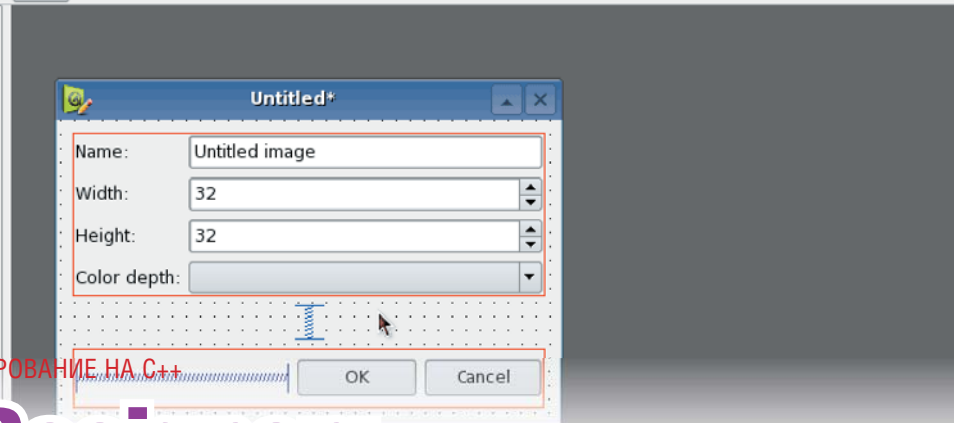 Untitled*
Name: Untitled image
Width: 32
Height: 32
Color depth:
РОВАНИЕ НА C++
OK Cancel